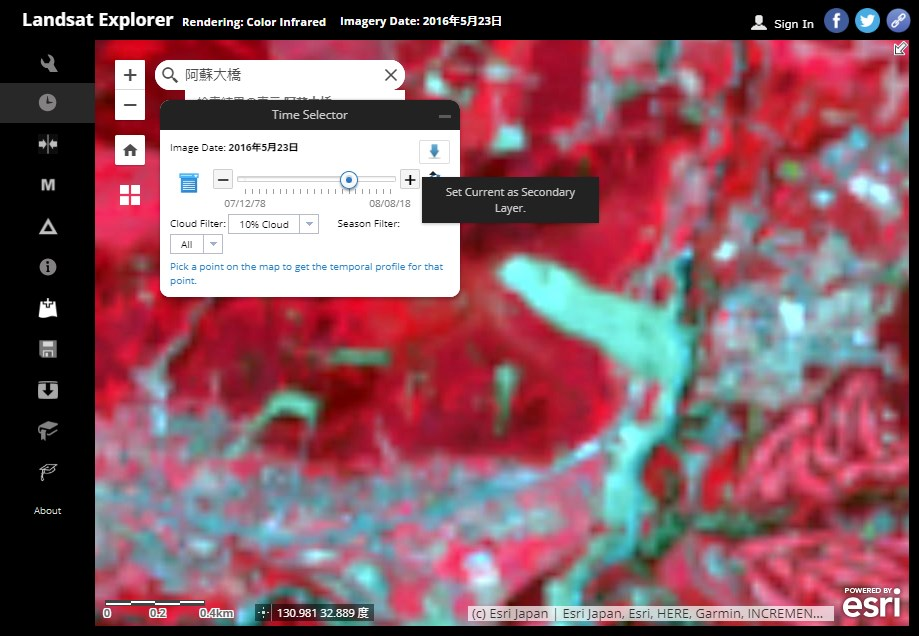 Landsat Explorer Rendering: Color Infrared Imagery Date: 2016年5月23日
Sign In
阿蘇大橋
Time Selector
Image Date: 2016年5月23日
07/12/78 08/08/18
Cloud Filter: 10% Cloud Season Filter:
All
Pick a point on the map to get the temporal profile for that
point.
Set Current as Secondary
Layer.
M
About
0 0.2 0.4km
130.981 32.889 度
(c) Esri Japan | Esri Japan, Esri, HERE, Garmin, INCREMEN...
POWERED BY
esri